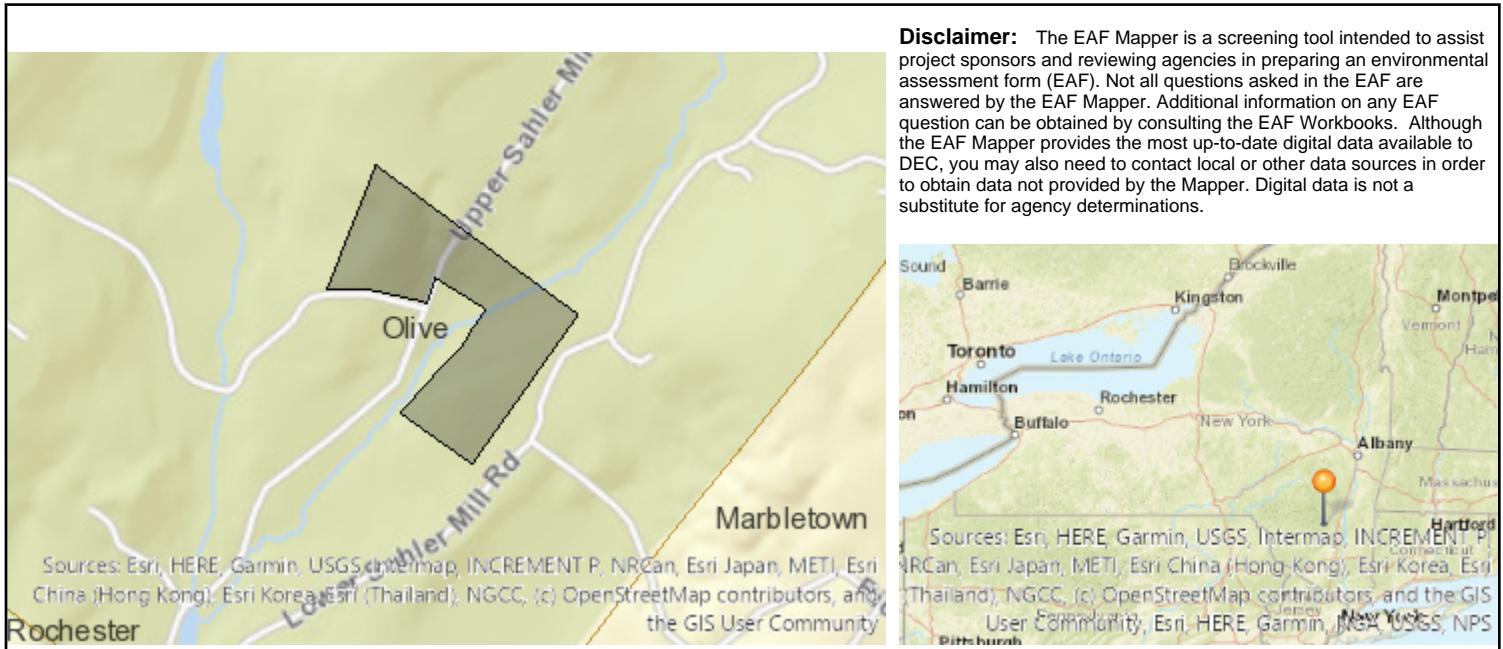 Disclaimer: The EAF Mapper is a screening tool intended to assist
project sponsors and reviewing agencies in preparing an environmental
assessment form (EAF). Not all questions asked in the EAF are
answered by the EAF Mapper. Additional information on any EAF
question can be obtained by consulting the EAF Workbooks. Although
the EAF Mapper provides the most up-to-date digital data available to
DEC, you may also need to contact local or other data sources in order
to obtain data not provided by the Mapper. Digital data is not a
substitute for agency determinations.
Upper Sahler Mill
Olive
Lower Sahler Mill Rd
Marbletown
Rochester
Sources: Esri, HERE, Garmin, USGS, Intermap, INCREMENT P, NRCan, Esri Japan, METI, Esri
China (Hong Kong), Esri Korea, Esri (Thailand), NGCC, (c) OpenStreetMap contributors, and
the GIS User Community
Sound
Barrie
Brockville
Kingston
Montpe
Vermont
Toronto
Lake Ontario
Ham
Hamilton
Rochester
on
Buffalo
New York
Albany
Massachus
Hartford
Connecticut
Sources: Esri, HERE, Garmin, USGS, Intermap, INCREMENT P,
NRCan, Esri Japan, METI, Esri China (Hong Kong), Esri Korea, Esri
(Thailand), NGCC, (c) OpenStreetMap contributors, and the GIS
User Community, Esri, HERE, Garmin, NGA, USGS, NPS
Pennsylvania
Jersey
New York
Pittsburgh